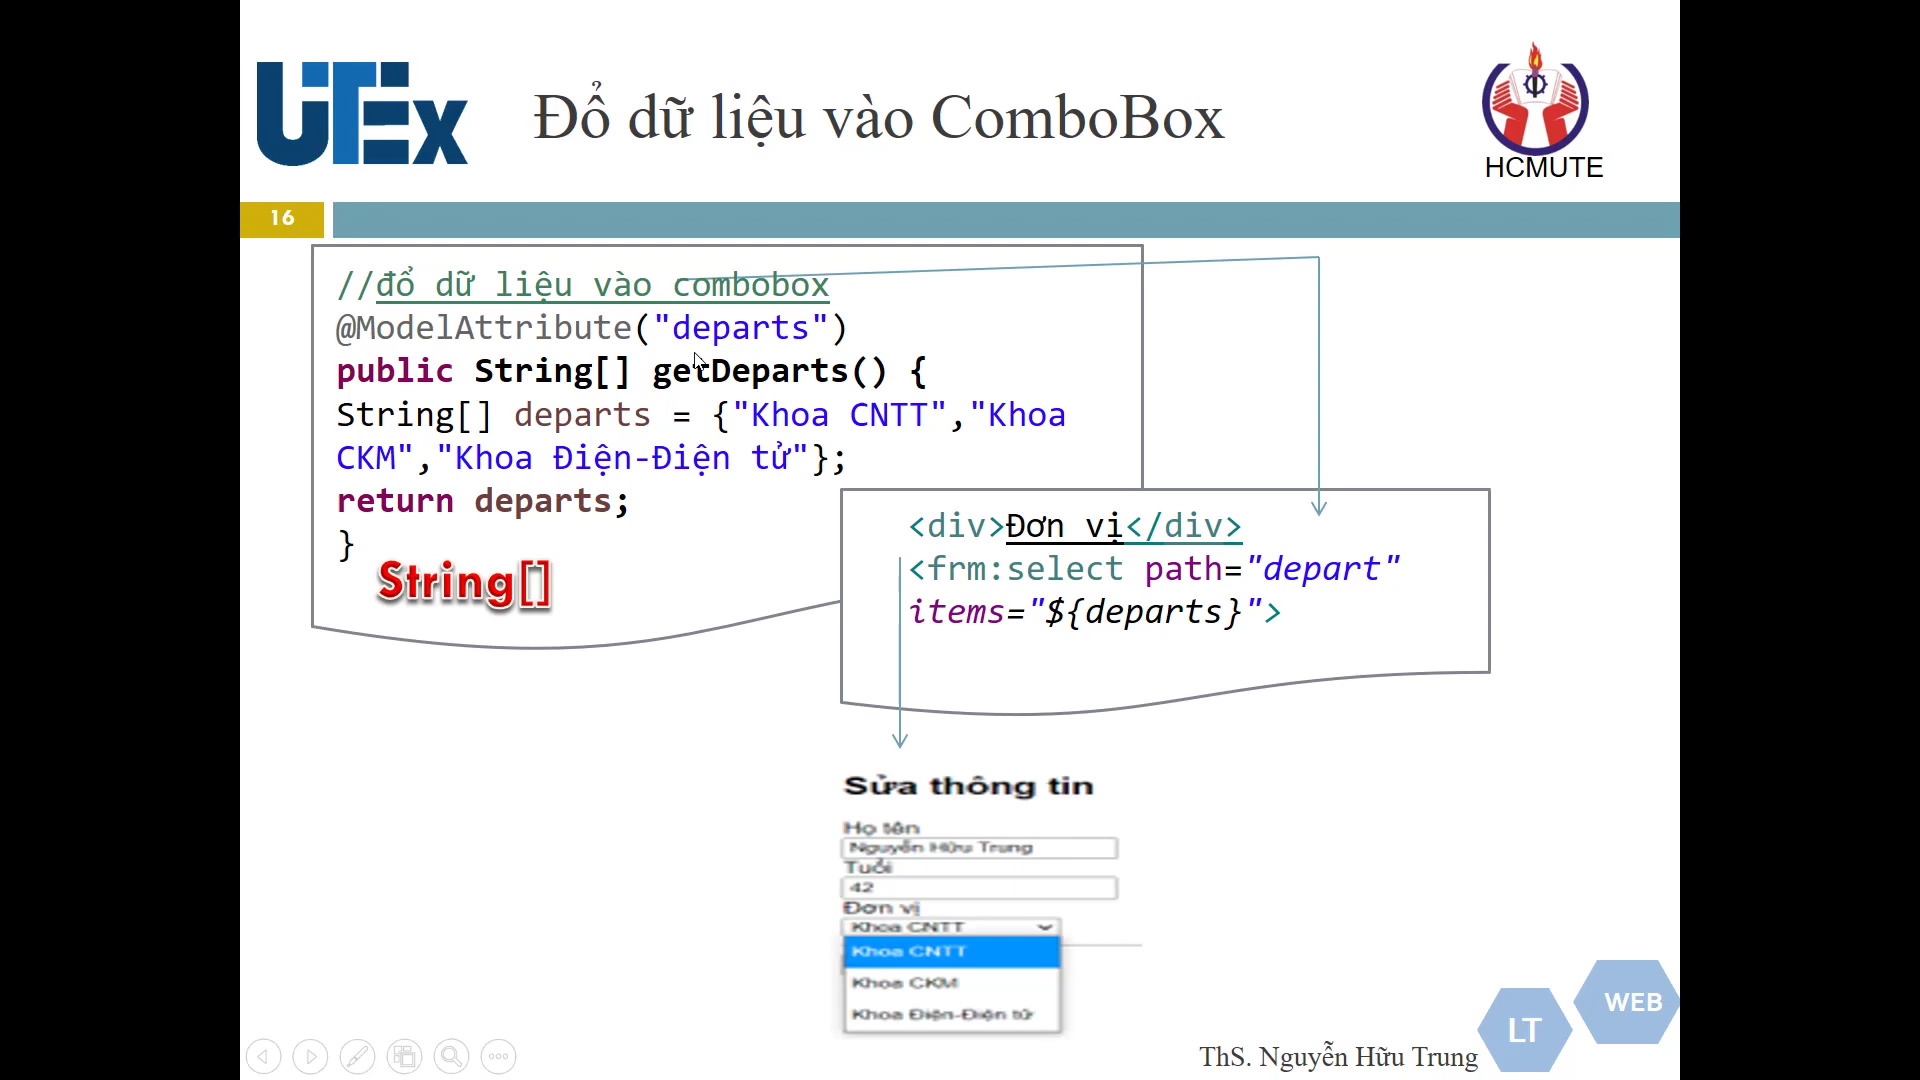 UTEx
Đổ dữ liệu vào ComboBox
HCMUTE
16
//đổ dữ liệu vào combobox
@ModelAttribute("departs")
public String[] getDeparts() {
String[] departs = {"Khoa CNTT","Khoa
CKM","Khoa Điện-Điện tử"};
return departs;
}
String[]
<div>Đơn vị</div>
<frm:select path="depart"
items="${departs}">
Sửa thông tin
Họ tên
Nguyễn Hữu Trung
Tuổi
42
Đơn vị
Khoa CNTT
Khoa CNTT
Khoa CKM
Khoa Điện-Điện tử
ThS. Nguyễn Hữu Trung
LT
WEB